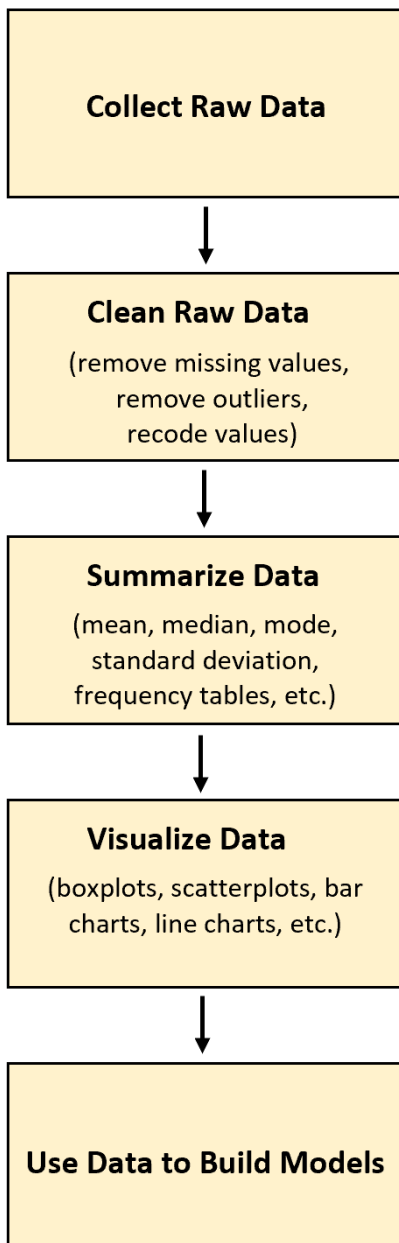 Collect Raw Data
Clean Raw Data
(remove missing values,
remove outliers,
recode values)
Summarize Data
(mean, median, mode,
standard deviation,
frequency tables, etc.)
Visualize Data
(boxplots, scatterplots, bar
charts, line charts, etc.)
Use Data to Build Models